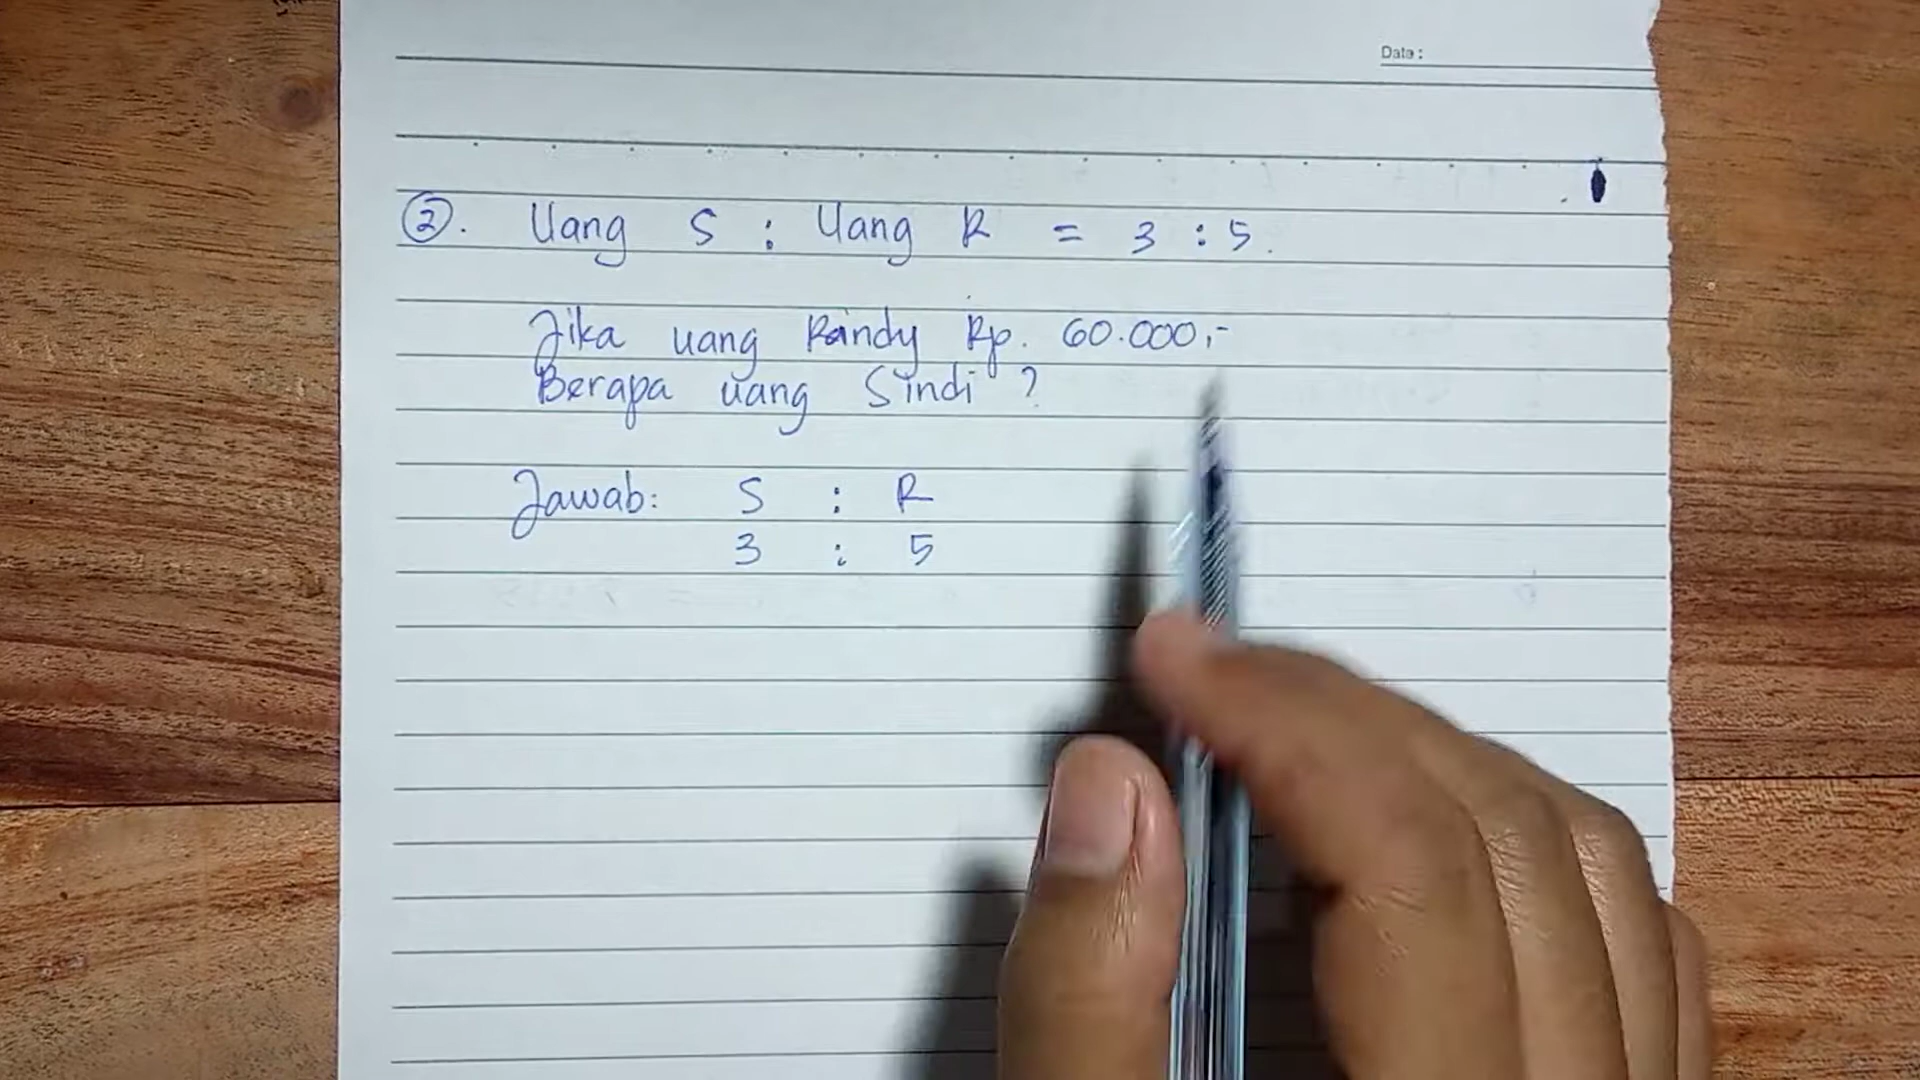 Date :
②. Uang S : Uang R = 3 : 5.
Jika uang Randy Rp. 60.000,-
Berapa uang Sindi ?
Jawab: S : R
3 : 5